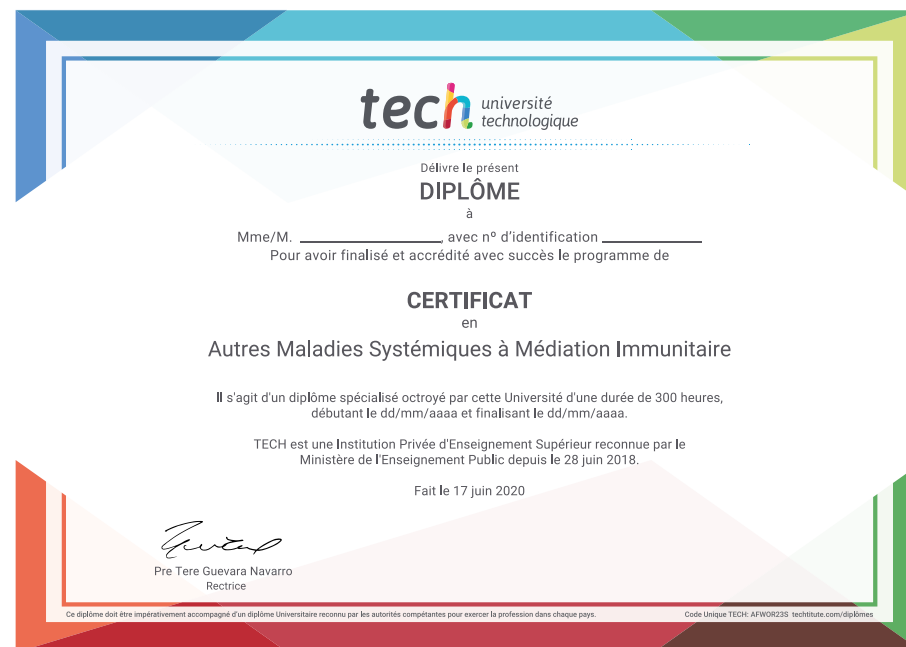 tech université
technologique
Délivre le présent
DIPLÔME
à
Mme/M. ____________________, avec nº d'identification ______________
Pour avoir finalisé et accrédité avec succès le programme de
CERTIFICAT
en
Autres Maladies Systémiques à Médiation Immunitaire
Il s'agit d'un diplôme spécialisé octroyé par cette Université d'une durée de 300 heures,
débutant le dd/mm/aaaa et finalisant le dd/mm/aaaa.
TECH est une Institution Privée d'Enseignement Supérieur reconnue par le
Ministère de l'Enseignement Public depuis le 28 juin 2018.
Fait le 17 juin 2020
Pre Tere Guevara Navarro
Rectrice
Ce diplôme doit être impérativement accompagné d'un diplôme Universitaire reconnu par les autorités compétantes pour exercer la profession dans chaque pays. Code Unique TECH: AFWOR23S techtitute.com/diplômes